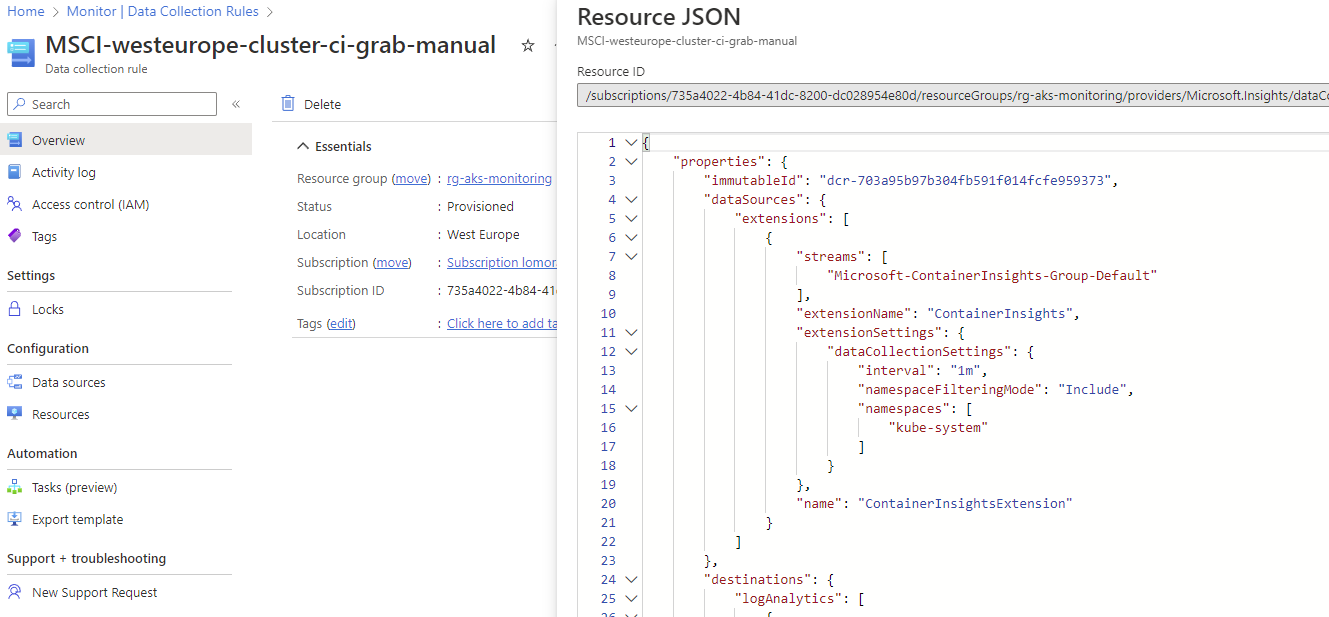 Home > Monitor | Data Collection Rules >
MSCI-westeurope-cluster-ci-grab-manual
Data collection rule
Search
«
Overview
Activity log
Access control (IAM)
Tags
Settings
Locks
Configuration
Data sources
Resources
Automation
Tasks (preview)
Export template
Support + troubleshooting
New Support Request
Delete
Essentials
Resource group (move) : rg-aks-monitoring
Status : Provisioned
Location : West Europe
Subscription (move) : Subscription lomor
Subscription ID : 735a4022-4b84-41
Tags (edit) : Click here to add ta
Resource JSON
MSCI-westeurope-cluster-ci-grab-manual
Resource ID
/subscriptions/735a4022-4b84-41dc-8200-dc028954e80d/resourceGroups/rg-aks-monitoring/providers/Microsoft.Insights/dataCo
1 {
2 "properties": {
3 "immutableId": "dcr-703a95b97b304fb591f014fcfe959373",
4 "dataSources": {
5 "extensions": [
6 {
7 "streams": [
8 "Microsoft-ContainerInsights-Group-Default"
9 ],
10 "extensionName": "ContainerInsights",
11 "extensionSettings": {
12 "dataCollectionSettings": {
13 "interval": "1m",
14 "namespaceFilteringMode": "Include",
15 "namespaces": [
16 "kube-system"
17 ]
18 }
19 },
20 "name": "ContainerInsightsExtension"
21 }
22 ]
23 },
24 "destinations": {
25 "logAnalytics": [
26 {